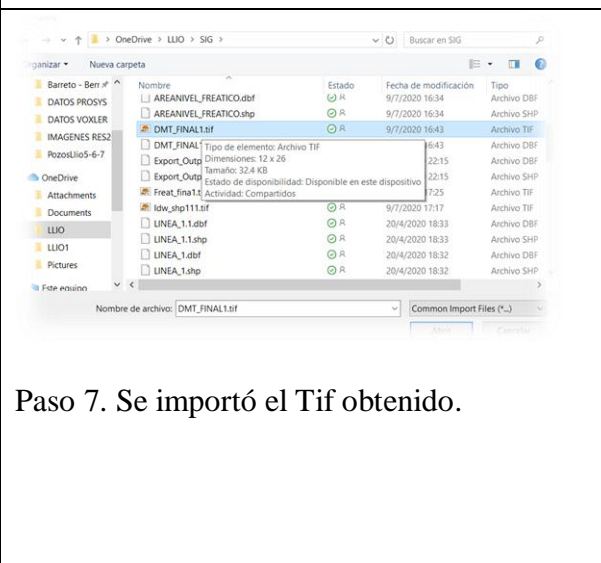 > OneDrive > LLIO > SIG >
Buscar en SIG
Nueva carpeta
Nombre Estado Fecha de modificación Tipo
Barreto - Berr
DATOS PROSYS
DATOS VOXLER
IMAGENES RES2
PozosLlio5-6-7
OneDrive
Attachments
Documents
LLIO
LLIO1
Pictures
Este equipo
AREANIVEL_FREATICO.dbf 9/7/2020 16:34 Archivo DBF
AREANIVEL_FREATICO.shp 9/7/2020 16:34 Archivo SHP
DMT_FINAL1.tif 9/7/2020 16:43 Archivo TIF
Tipo de elemento: Archivo TIF
Dimensiones: 12 x 26
Tamaño: 32.4 KB
Estado de disponibilidad: Disponible en este dispositivo
Actividad: Compartidos
DMT_FINAL 6:43 Archivo DBF
Export_Outp 22:15 Archivo DBF
Export_Outp 22:15 Archivo SHP
Freat_fina1.t 7:25 Archivo TIF
Idw_shp111.tif 9/7/2020 17:17 Archivo TIF
LINEA_1.1.dbf 20/4/2020 18:33 Archivo DBF
LINEA_1.1.shp 20/4/2020 18:33 Archivo SHP
LINEA_1.dbf 20/4/2020 18:32 Archivo DBF
LINEA_1.shp 20/4/2020 18:32 Archivo SHP
Nombre de archivo: DMT_FINAL1.tif Common Import Files (*...)
Abrir Cancelar
Paso 7. Se importó el Tif obtenido.